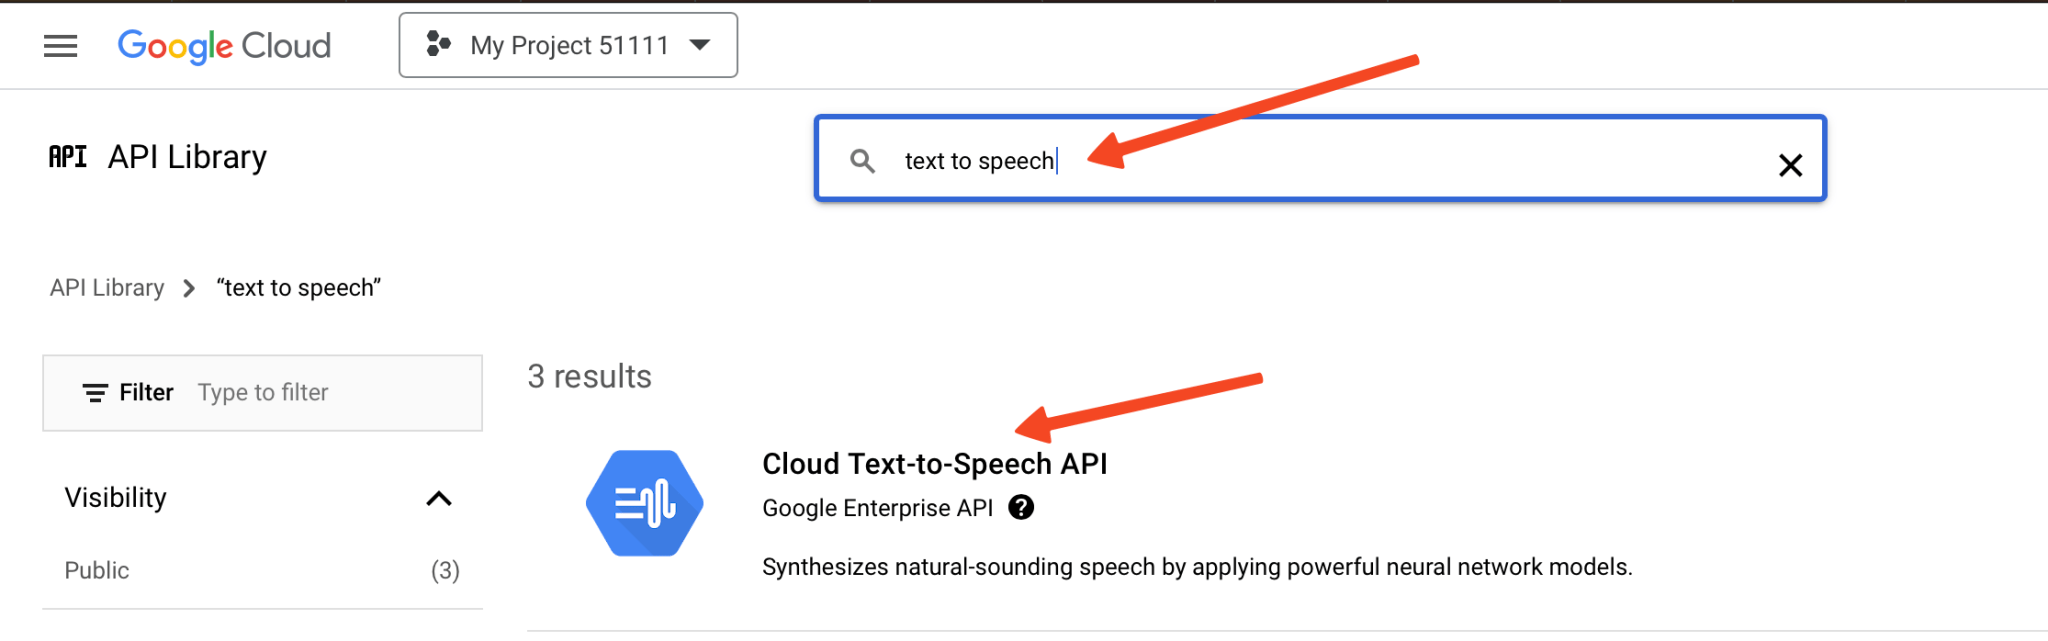 Google Cloud
My Project 51111
API API Library
text to speech
API Library > “text to speech”
Filter Type to filter
3 results
Cloud Text-to-Speech API
Google Enterprise API
Synthesizes natural-sounding speech by applying powerful neural network models.
Visibility
Public (3)